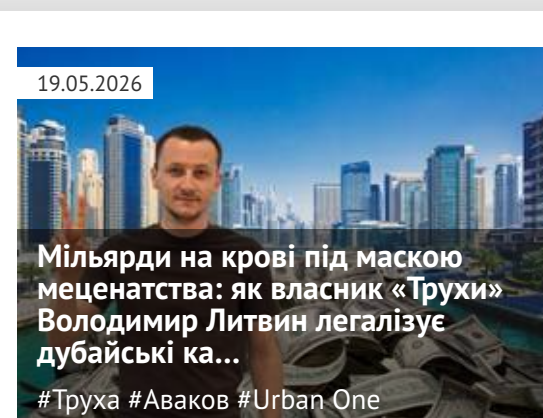 19.05.2026
Мільярди на крові під маскою
меценатства: як власник «Трухи»
Володимир Литвин легалізує
дубайські ка...
#Труха #Аваков #Urban One